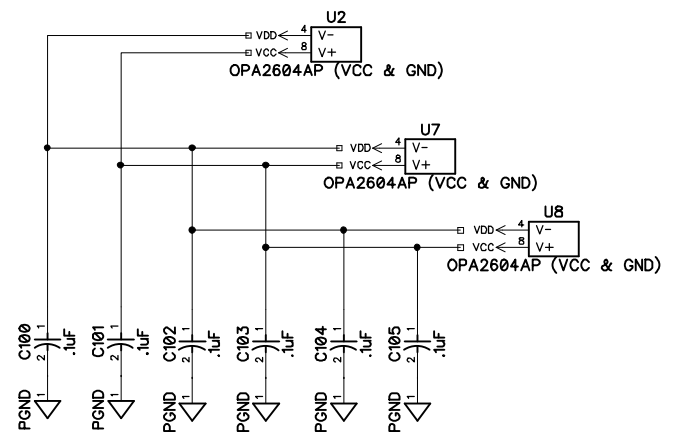 U2
VDD 4 V-
VCC 8 V+
OPA2604AP (VCC & GND)
U7
VDD 4 V-
VCC 8 V+
OPA2604AP (VCC & GND)
U8
VDD 4 V-
VCC 8 V+
OPA2604AP (VCC & GND)
C100 1 2 .1uF
C101 1 2 .1uF
C102 1 2 .1uF
C103 1 2 .1uF
C104 1 2 .1uF
C105 1 2 .1uF
PGND 1
PGND 1
PGND 1
PGND 1
PGND 1
PGND 1